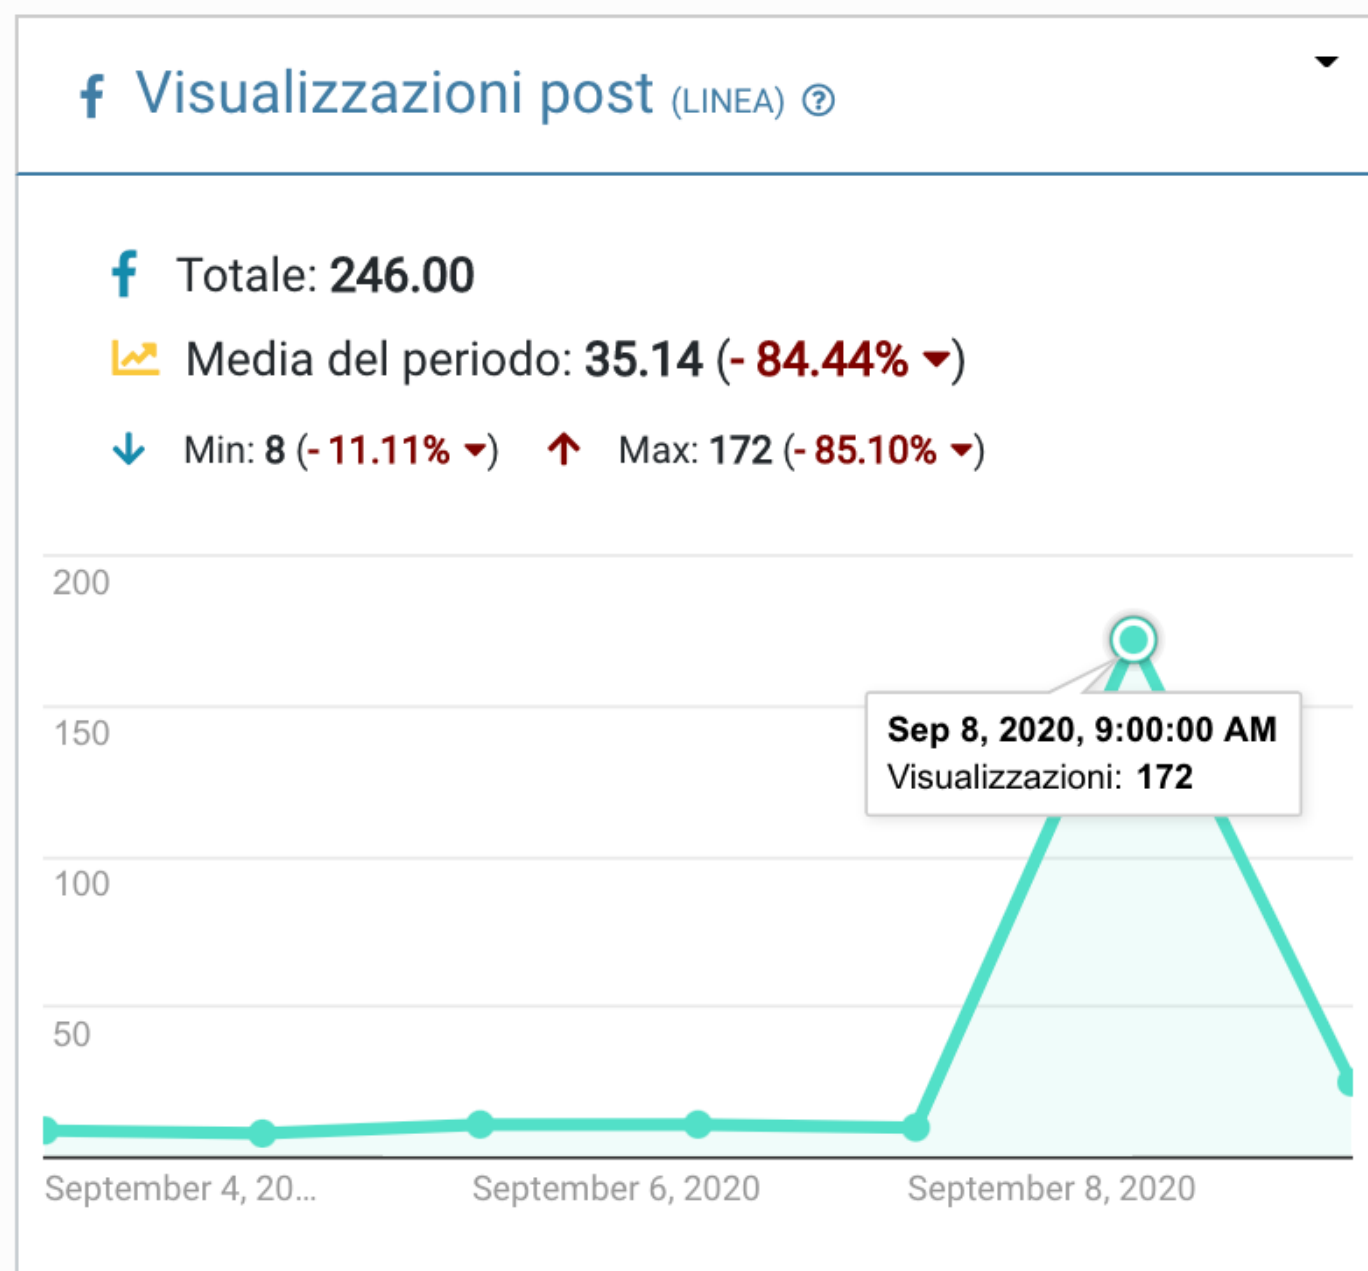 Visualizzazioni post (LINEA)
Totale: 246.00
Media del periodo: 35.14 (- 84.44%)
Min: 8 (- 11.11%) Max: 172 (- 85.10%)
200
150
Sep 8, 2020, 9:00:00 AM
Visualizzazioni: 172
100
50
September 4, 20... September 6, 2020 September 8, 2020